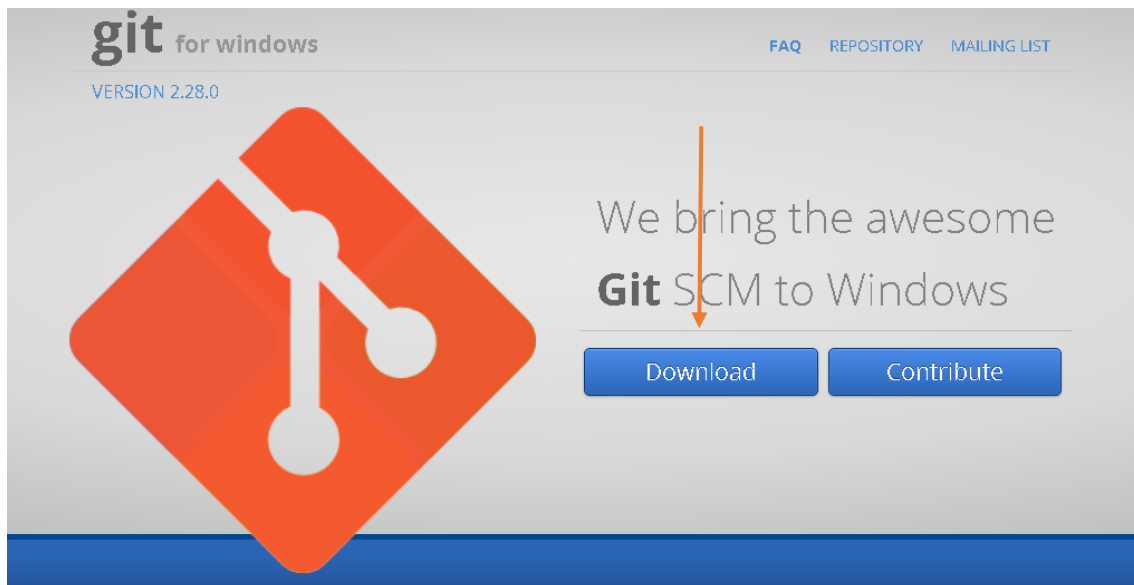 git for windows
FAQ REPOSITORY MAILING LIST
VERSION 2.28.0
We bring the awesome
Git SCM to Windows
Download Contribute